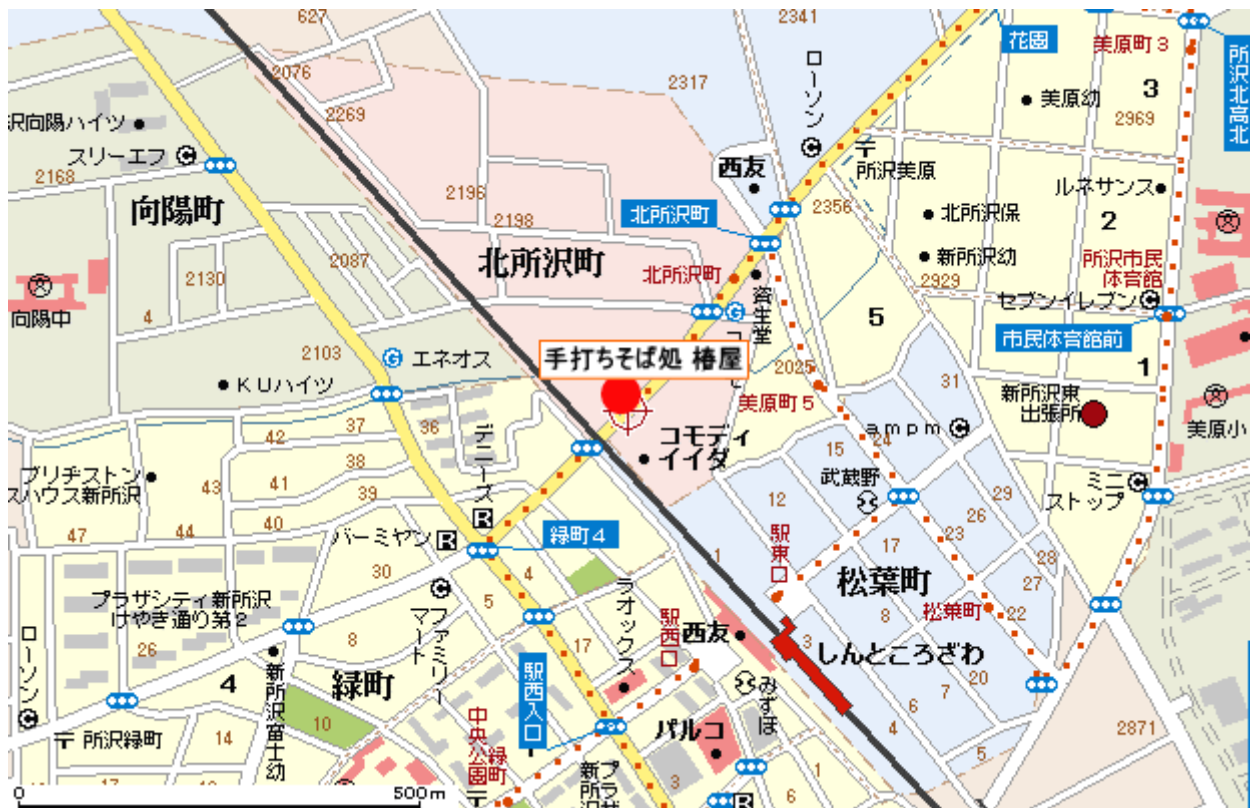 627
2341
2076
2317
花園
美原町3
所沢北高北
3
ローソン
美原幼
2269
2969
沢向陽ハイツ
スリーエフ
〒
所沢美原
西友
ルネサンス
2168
2196
向陽町
2198
北所沢町
2356
北所沢保
2
北所沢町
新所沢幼
所沢市民
体育館
2087
2130
北所沢町
2929
セブンイレブン
向陽中
4
資生堂
5
市民体育館前
2103
エネオス
手打ちそば処 椿屋
1
2025
31
KUハイツ
新所沢東
出張所
美原町5
36
37
42
デニーズ
コモディ
イイダ
ampm
美原小
15
24
38
武蔵野
ブリヂストン
スハウス新所沢
43
41
39
ミニ
ストップ
12
29
26
R
47
44
40
バーミヤン
R
緑町4
23
駅東口
17
28
1
30
4
松葉町
27
プラザシティ新所沢
けやき通り第2
5
ラオックス
ファミリー
マート
8
松葉町
22
ローソン
26
8
17
駅西口
西友
3
しんところざわ
4
新所沢富士幼
緑町
駅西入口
20
みずほ
7
6
10
中央公園
緑町
パルコ
4
2871
〒所沢緑町
14
5
17
新所沢
プラザ
3
1
6
R
0
500m